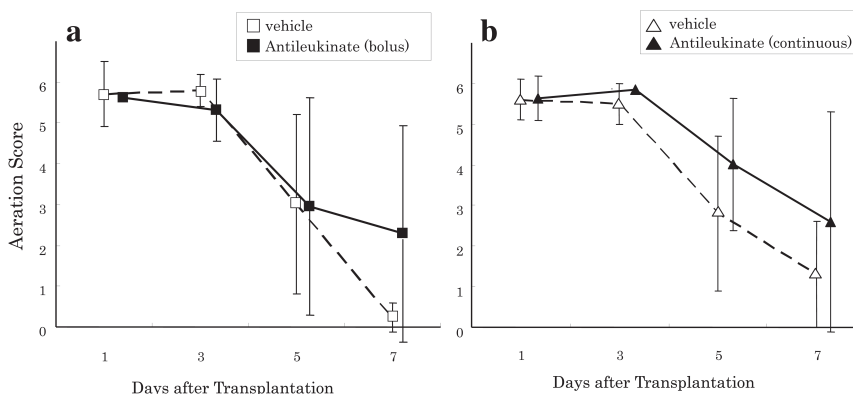 a
vehicle
Antileukinate (bolus)
Aeration Score
6
5
4
3
2
1
0
1 3 5 7
Days after Transplantation
b
vehicle
Antileukinate (continuous)
6
5
4
3
2
1
0
1 3 5 7
Days after Transplantation